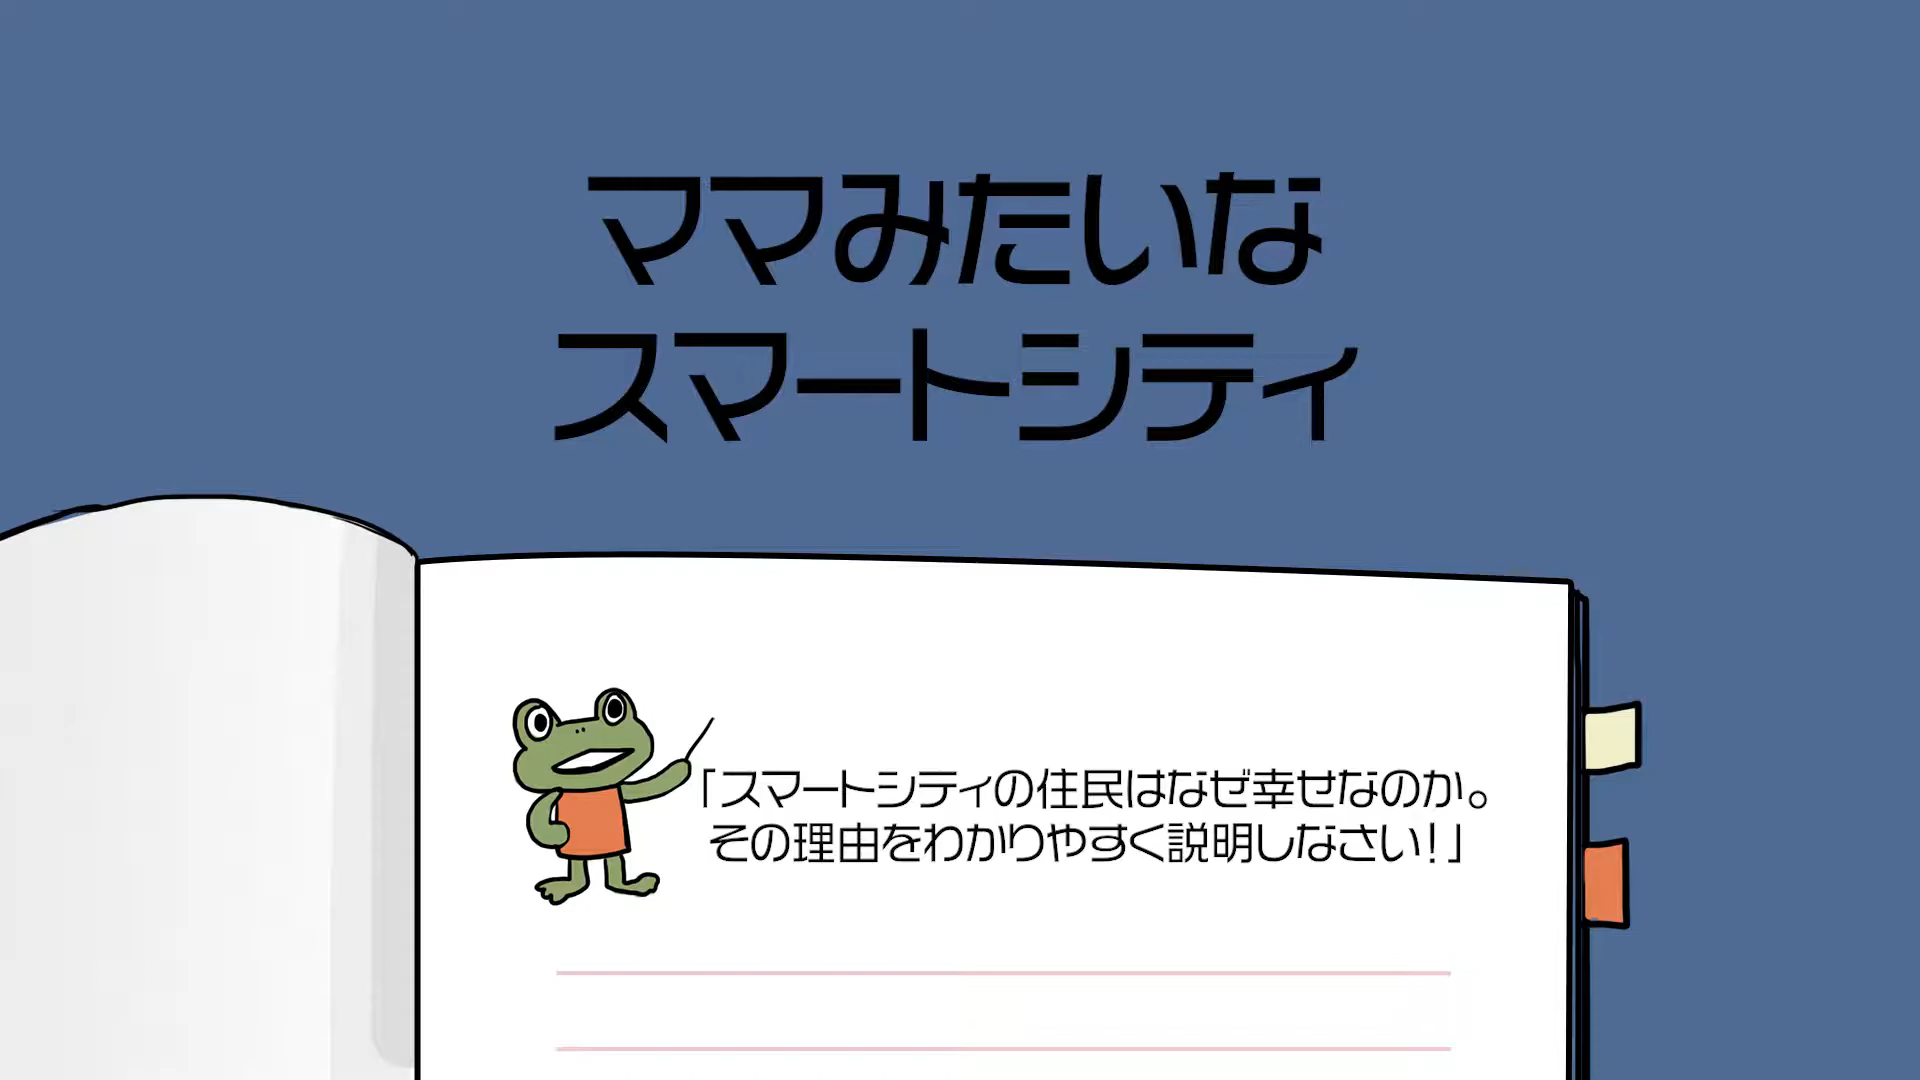 ママみたいな
スマートシティ
「スマートシティの住民はなぜ幸せなのか。
その理由をわかりやすく説明しなさい!」